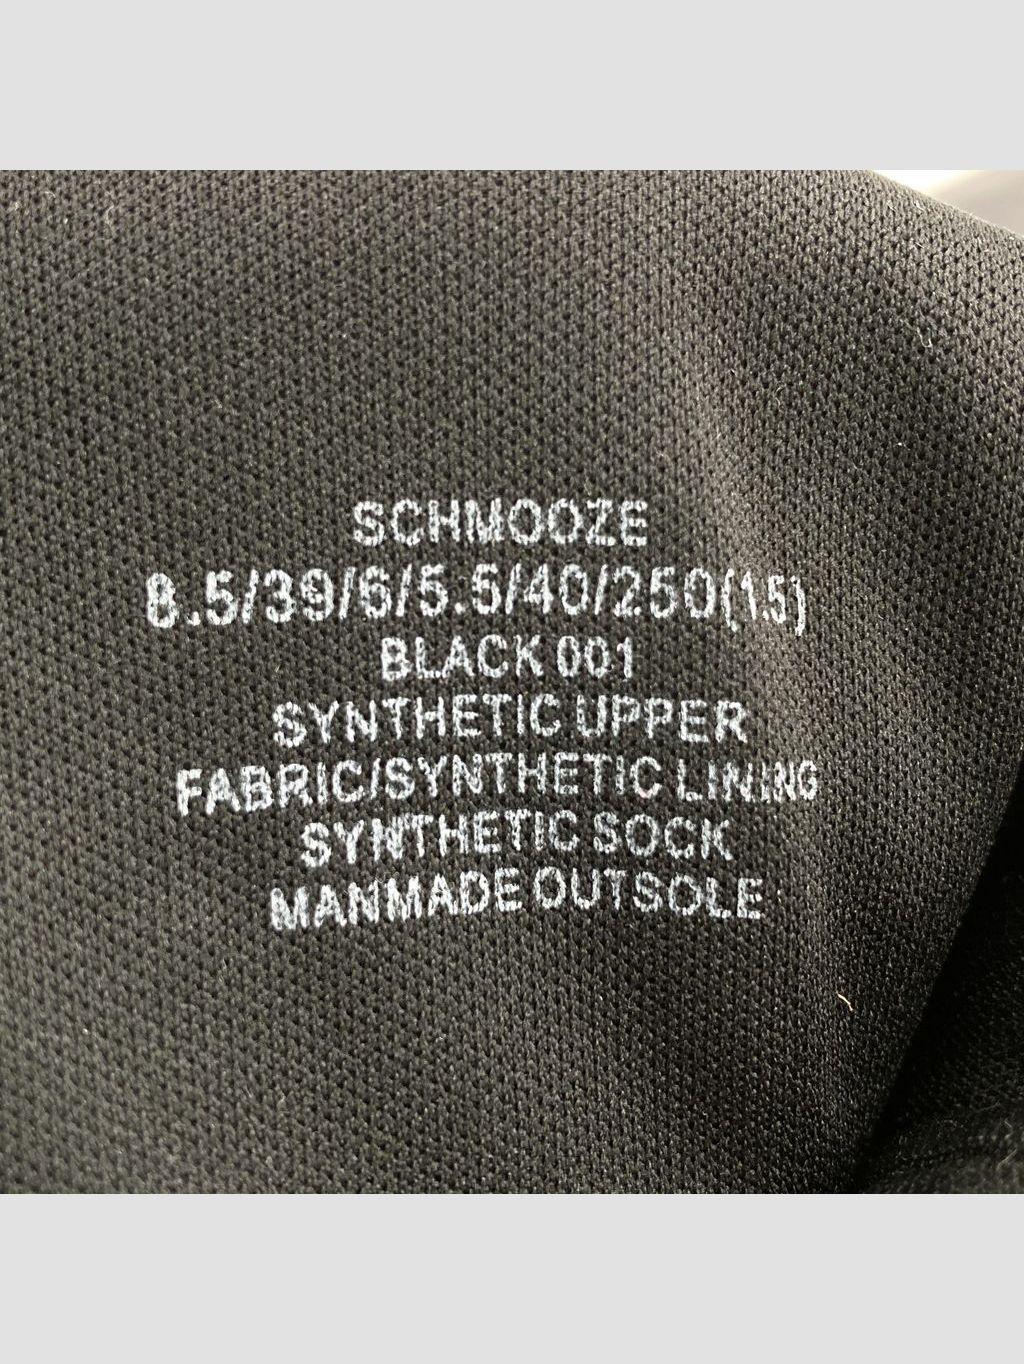 SCHMOOZE
8.5/39/6/5.5/40/250(1.5)
BLACK 001
SYNTHETIC UPPER
FABRIC/SYNTHETIC LINING
SYNTHETIC SOCK
MANMADE OUTSOLE